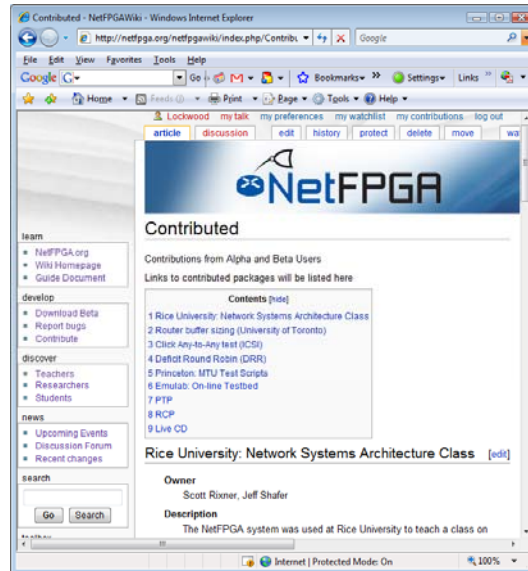 Contributed - NetFPGAWiki - Windows Internet Explorer
http://netfpga.org/netfpgawiki/index.php/Contribu
Google
File Edit View Favorites Tools Help
Google G Go Bookmarks Settings Links
Home Feeds (J) Print Page Tools Help
Lockwood my talk my preferences my watchlist my contributions log out
article discussion edit history protect delete move wa
NetFPGA
Contributed
Contributions from Alpha and Beta Users
Links to contributed packages will be listed here
Contents [hide]
1 Rice University: Network Systems Architecture Class
2 Router buffer sizing (University of Toronto)
3 Click Any-to-Any test (ICSI)
4 Deficit Round Robin (DRR)
5 Princeton: MTU Test Scripts
6 Emulab: On-line Testbed
7 PTP
8 RCP
9 Live CD
learn
NetFPGA.org
Wiki Homepage
Guide Document
develop
Download Beta
Report bugs
Contribute
discover
Teachers
Researchers
Students
news
Upcoming Events
Discussion Forum
Recent changes
search
Go Search
Rice University: Network Systems Architecture Class [edit]
Owner
Scott Rixner, Jeff Shafer
Description
The NetFPGA system was used at Rice University to teach a class on
Internet | Protected Mode: On 100%